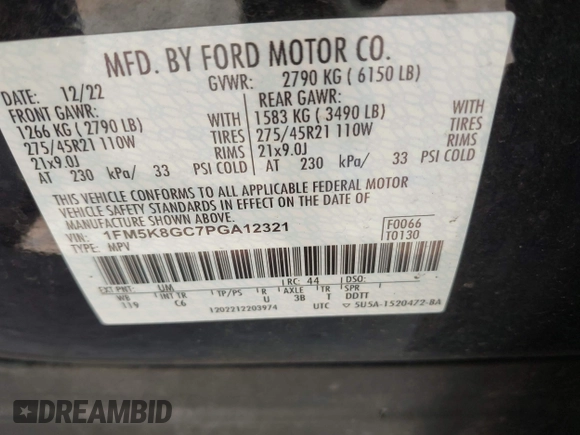 MFD. BY FORD MOTOR CO.
DATE: 12/22 GVWR: 2790 KG ( 6150 LB)
FRONT GAWR: REAR GAWR:
1266 KG ( 2790 LB) WITH 1583 KG ( 3490 LB) WITH
275/45R21 110W TIRES 275/45R21 110W TIRES
21x9.0J RIMS 21x9.0J RIMS
AT 230 kPa/ 33 PSI COLD AT 230 kPa/ 33 PSI COLD
THIS VEHICLE CONFORMS TO ALL APPLICABLE FEDERAL MOTOR
VEHICLE SAFETY STANDARDS IN EFFECT ON THE DATE OF
MANUFACTURE SHOWN ABOVE.
VIN: 1FM5K8GC7PGA12321 F0066
TYPE: MPV T0130
RC: 44 DSO:
EXT PNT: UM
WB INT TR TP/PS R AXLE TR SPR
119 C6 U 3B T DDTT
1202212203974 UTC ▽ 5U5A-1520472-BA
DREAMBID